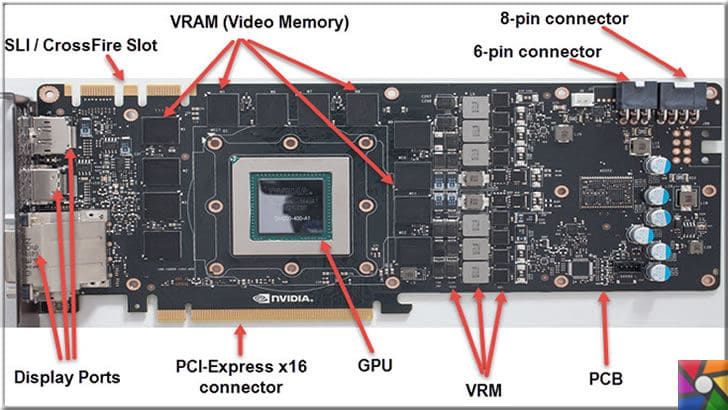 8-pin connector
VRAM (Video Memory)
SLI / CrossFire Slot
6-pin connector
NVIDIA
NVIDIA.
Display Ports
PCI-Express x16
connector
GPU
VRM
PCB